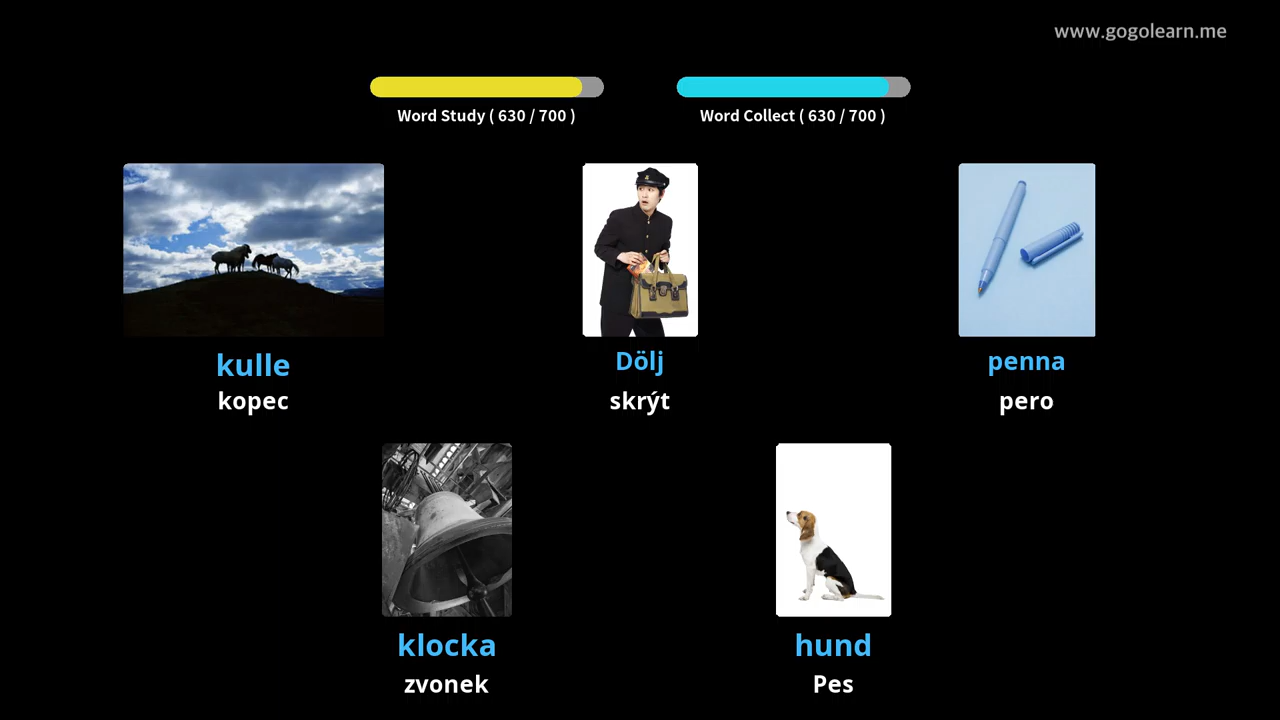 www.gogolearn.me
Word Study ( 630 / 700 )
Word Collect ( 630 / 700 )
kulle
kopec
Dölj
skrýt
penna
pero
klocka
zvonek
hund
Pes